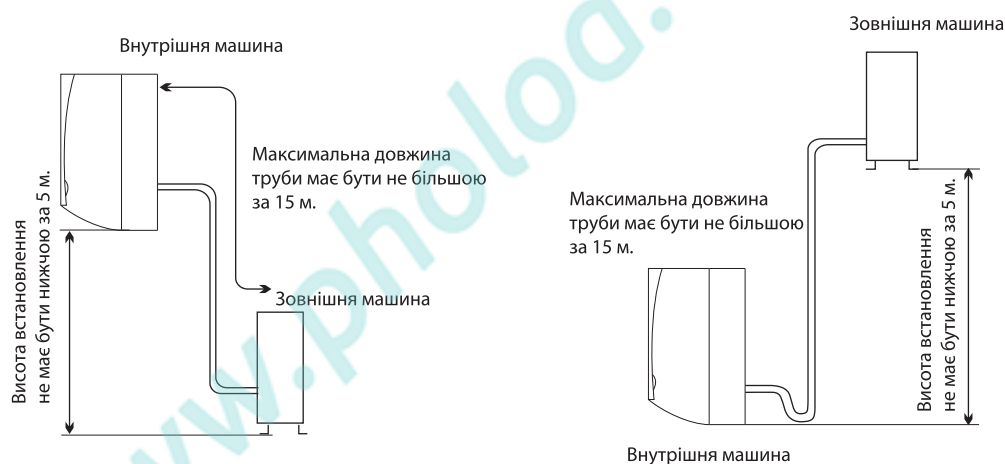 Внутрішня машина
Максимальна довжина
труби має бути не більшою
за 15 м.
Зовнішня машина
Висота встановлення
не має бути нижчою за 5 м.
Зовнішня машина
Максимальна довжина
труби має бути не більшою
за 15 м.
Висота встановлення
не має бути нижчою за 5 м.
Внутрішня машина
www.pholod.